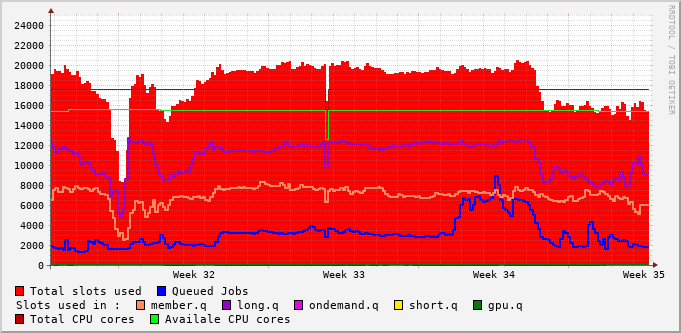 RRDTOOL / TOBI OETIKER
24000
22000
20000
18000
16000
14000
12000
10000
8000
6000
4000
2000
0
Week 32 Week 33 Week 34 Week 35
Total slots used Queued Jobs
Slots used in : member.q long.q ondemand.q short.q gpu.q
Total CPU cores Availale CPU cores